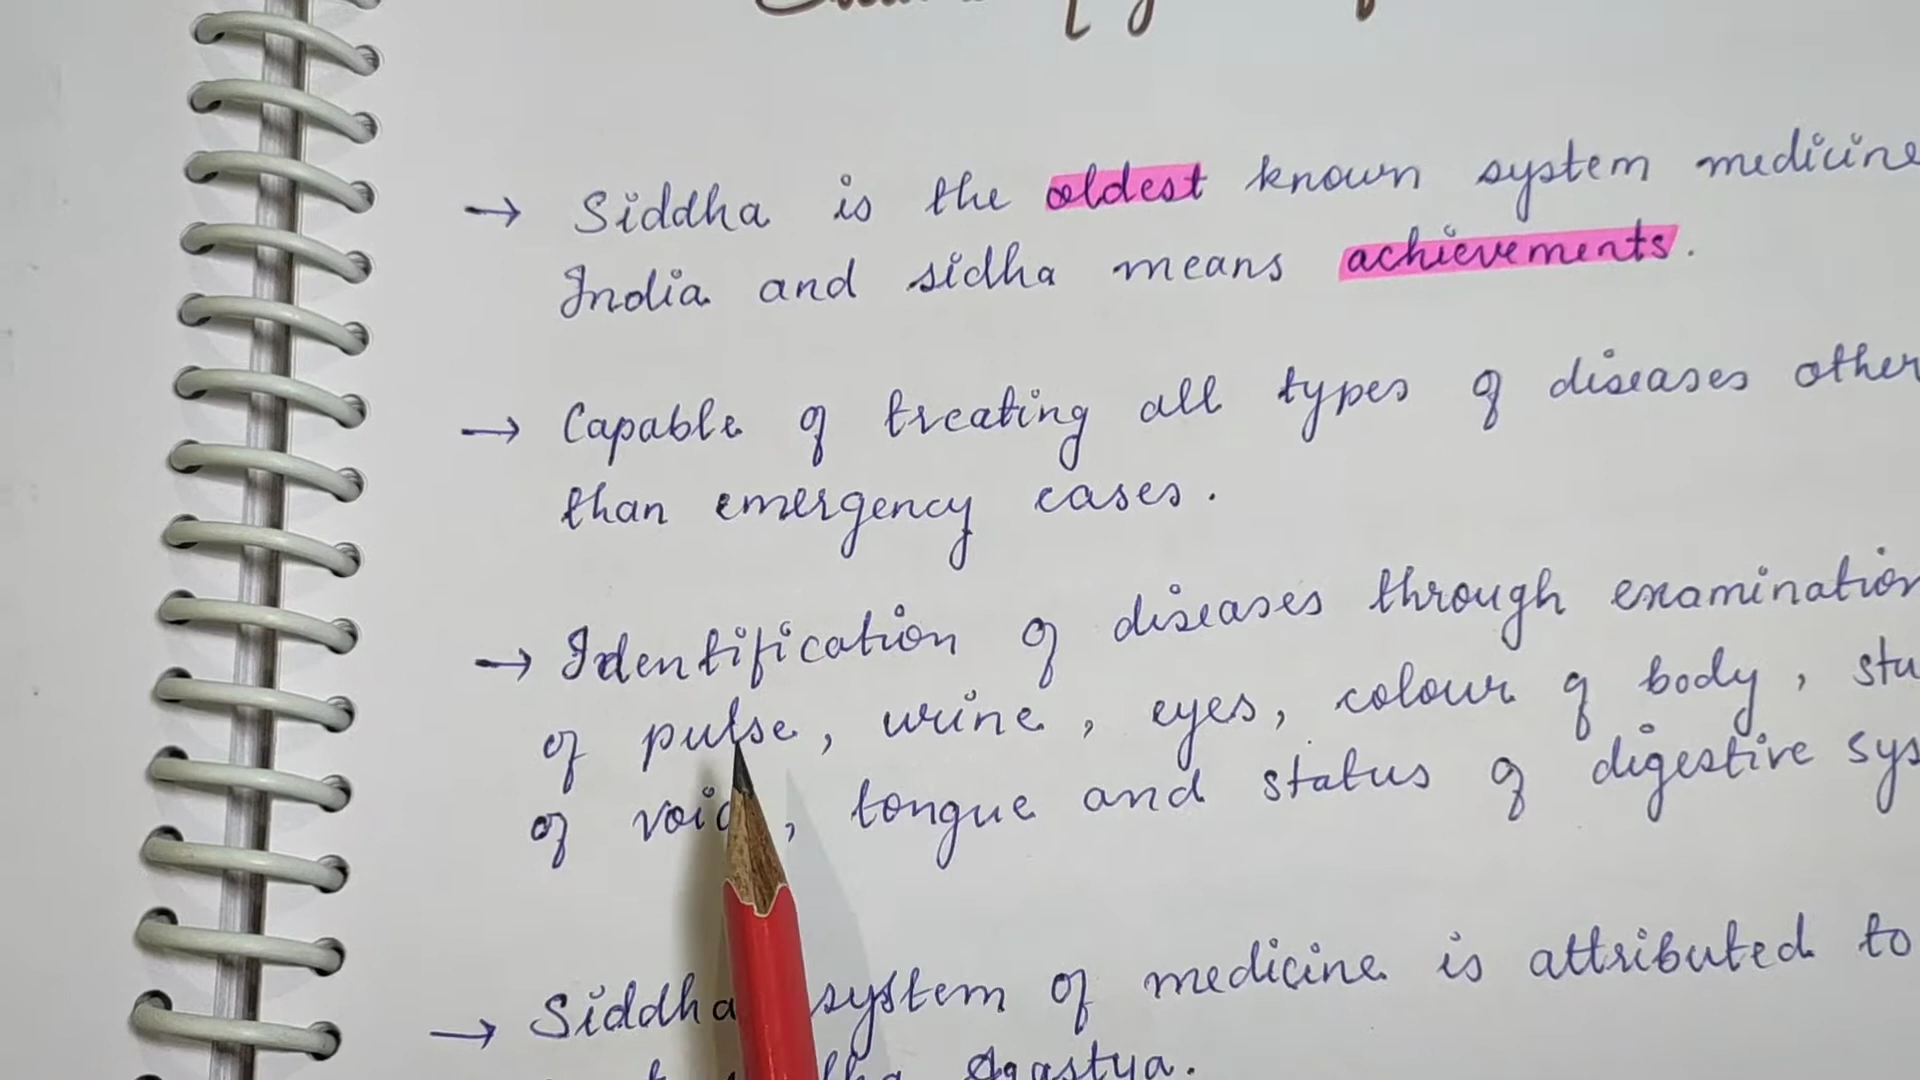 → Siddha is the oldest known system medicine
India and sidha means achievements.
→ Capable of treating all types of diseases other
than emergency cases.
→ Identification of diseases through examination
of pulse, urine, eyes, colour of body, stu
of voic, tongue and status of digestive sys
→ Siddha system of medicine is attributed to
Agastya.